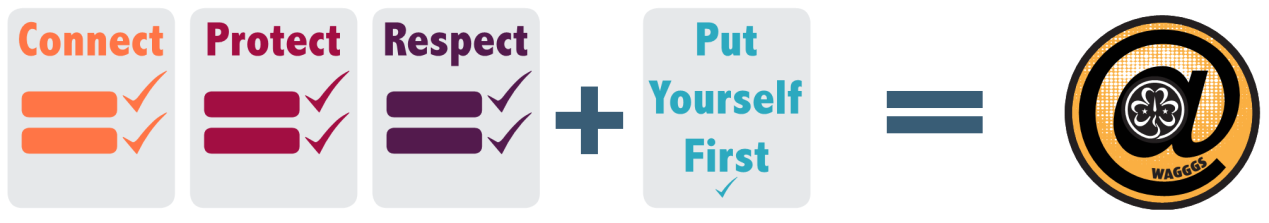 Connect
Protect
Respect
+
Put
Yourself
First
=
@
WAGGGS